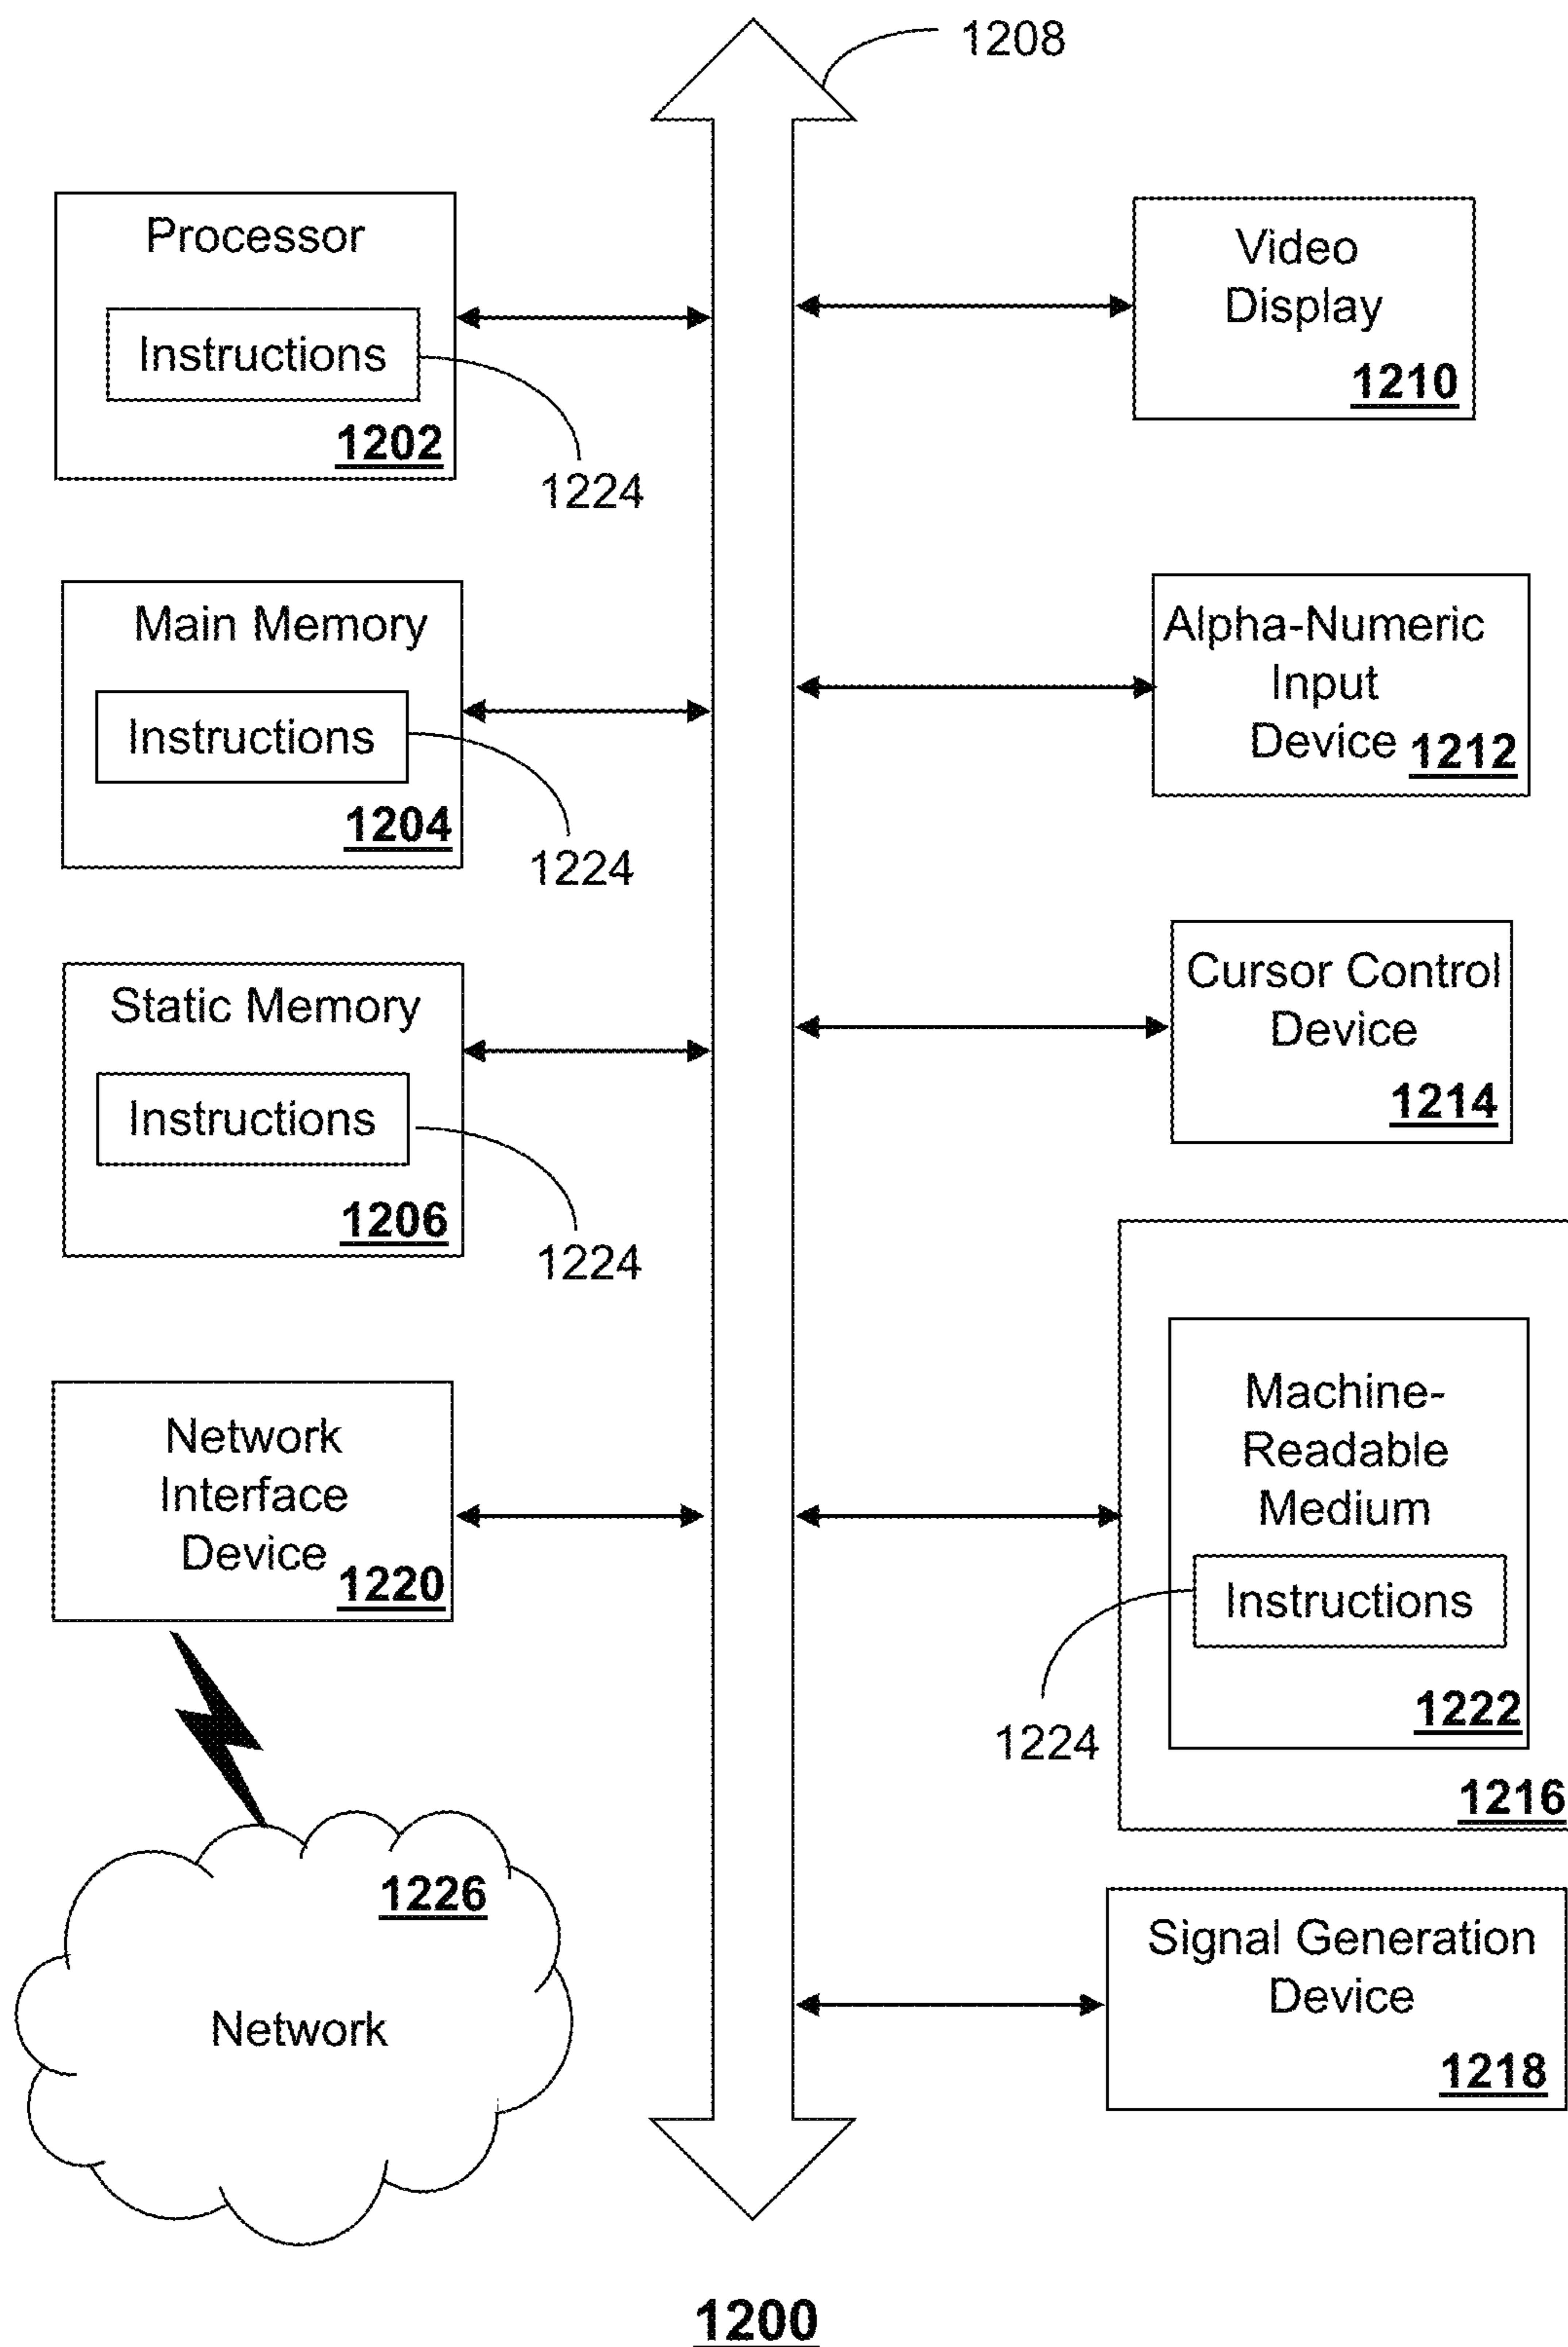 1208
Processor
Instructions
1202
1224
Main Memory
Instructions
1204
1224
Static Memory
Instructions
1206
1224
Network
Interface
Device
1220
1226
Network
Video
Display
1210
Alpha-Numeric
Input
Device 1212
Cursor Control
Device
1214
Machine-
Readable
Medium
Instructions
1222
1224
1216
Signal Generation
Device
1218
1200